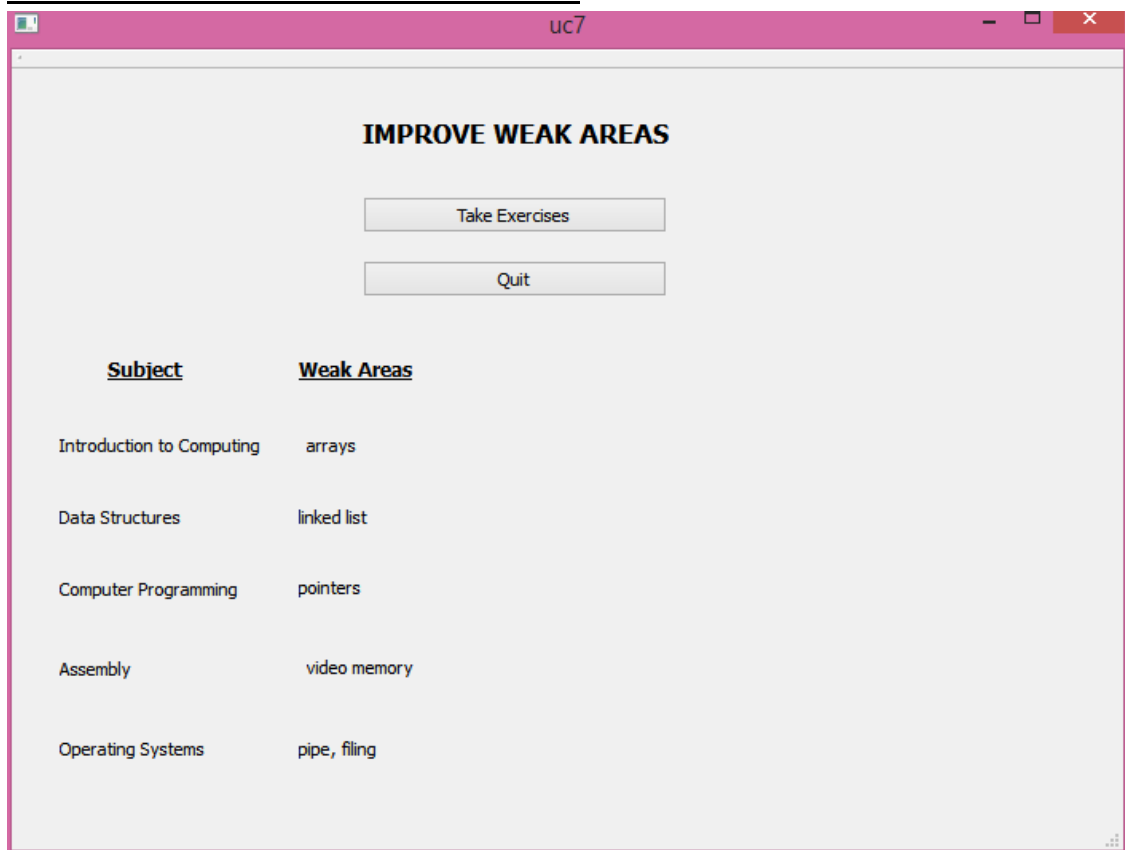 uc7
IMPROVE WEAK AREAS
Take Exercises
Quit
Subject Weak Areas
Introduction to Computing arrays
Data Structures linked list
Computer Programming pointers
Assembly video memory
Operating Systems pipe, filing